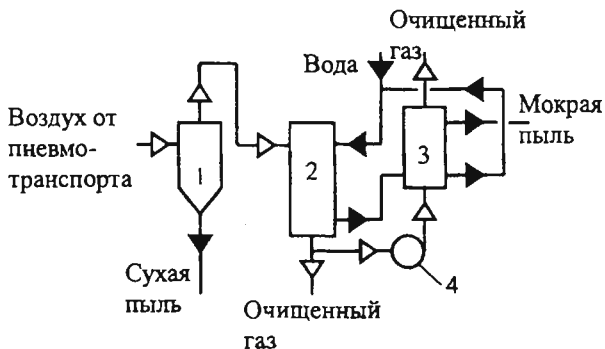 Очищенный
газ
Вода
Воздух от
пневмо-
транспорта
Мокрая
пыль
1
2
3
4
Сухая
пыль
Очищенный
газ